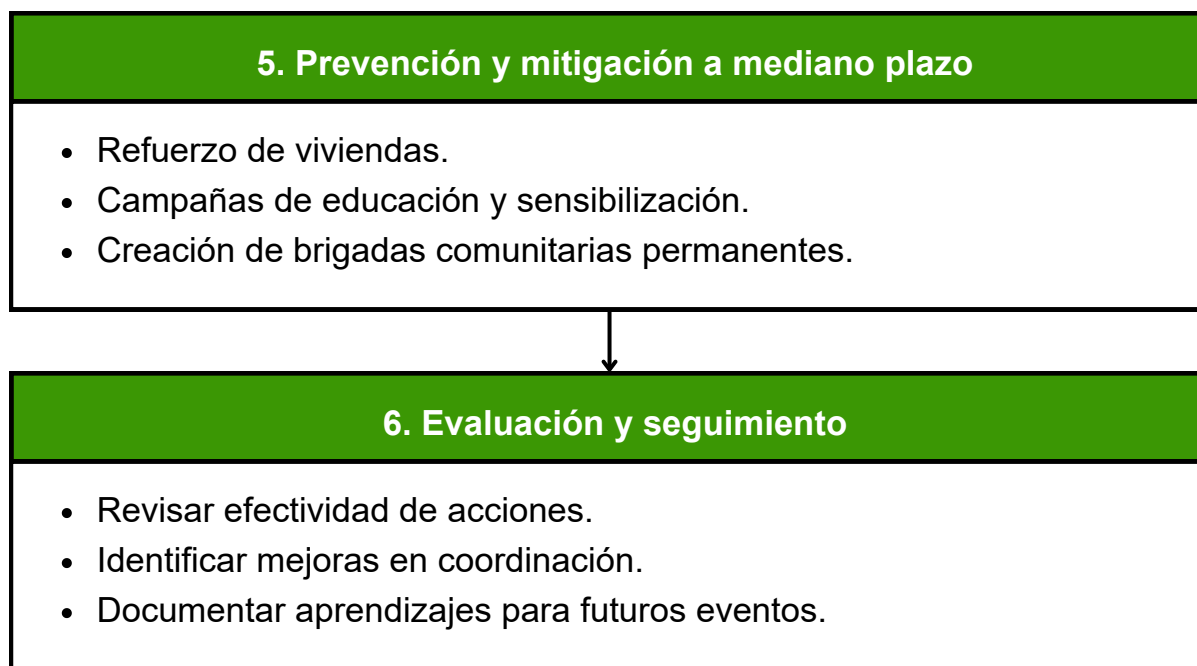 5. Prevención y mitigación a mediano plazo
• Refuerzo de viviendas.
• Campañas de educación y sensibilización.
• Creación de brigadas comunitarias permanentes.
6. Evaluación y seguimiento
• Revisar efectividad de acciones.
• Identificar mejoras en coordinación.
• Documentar aprendizajes para futuros eventos.